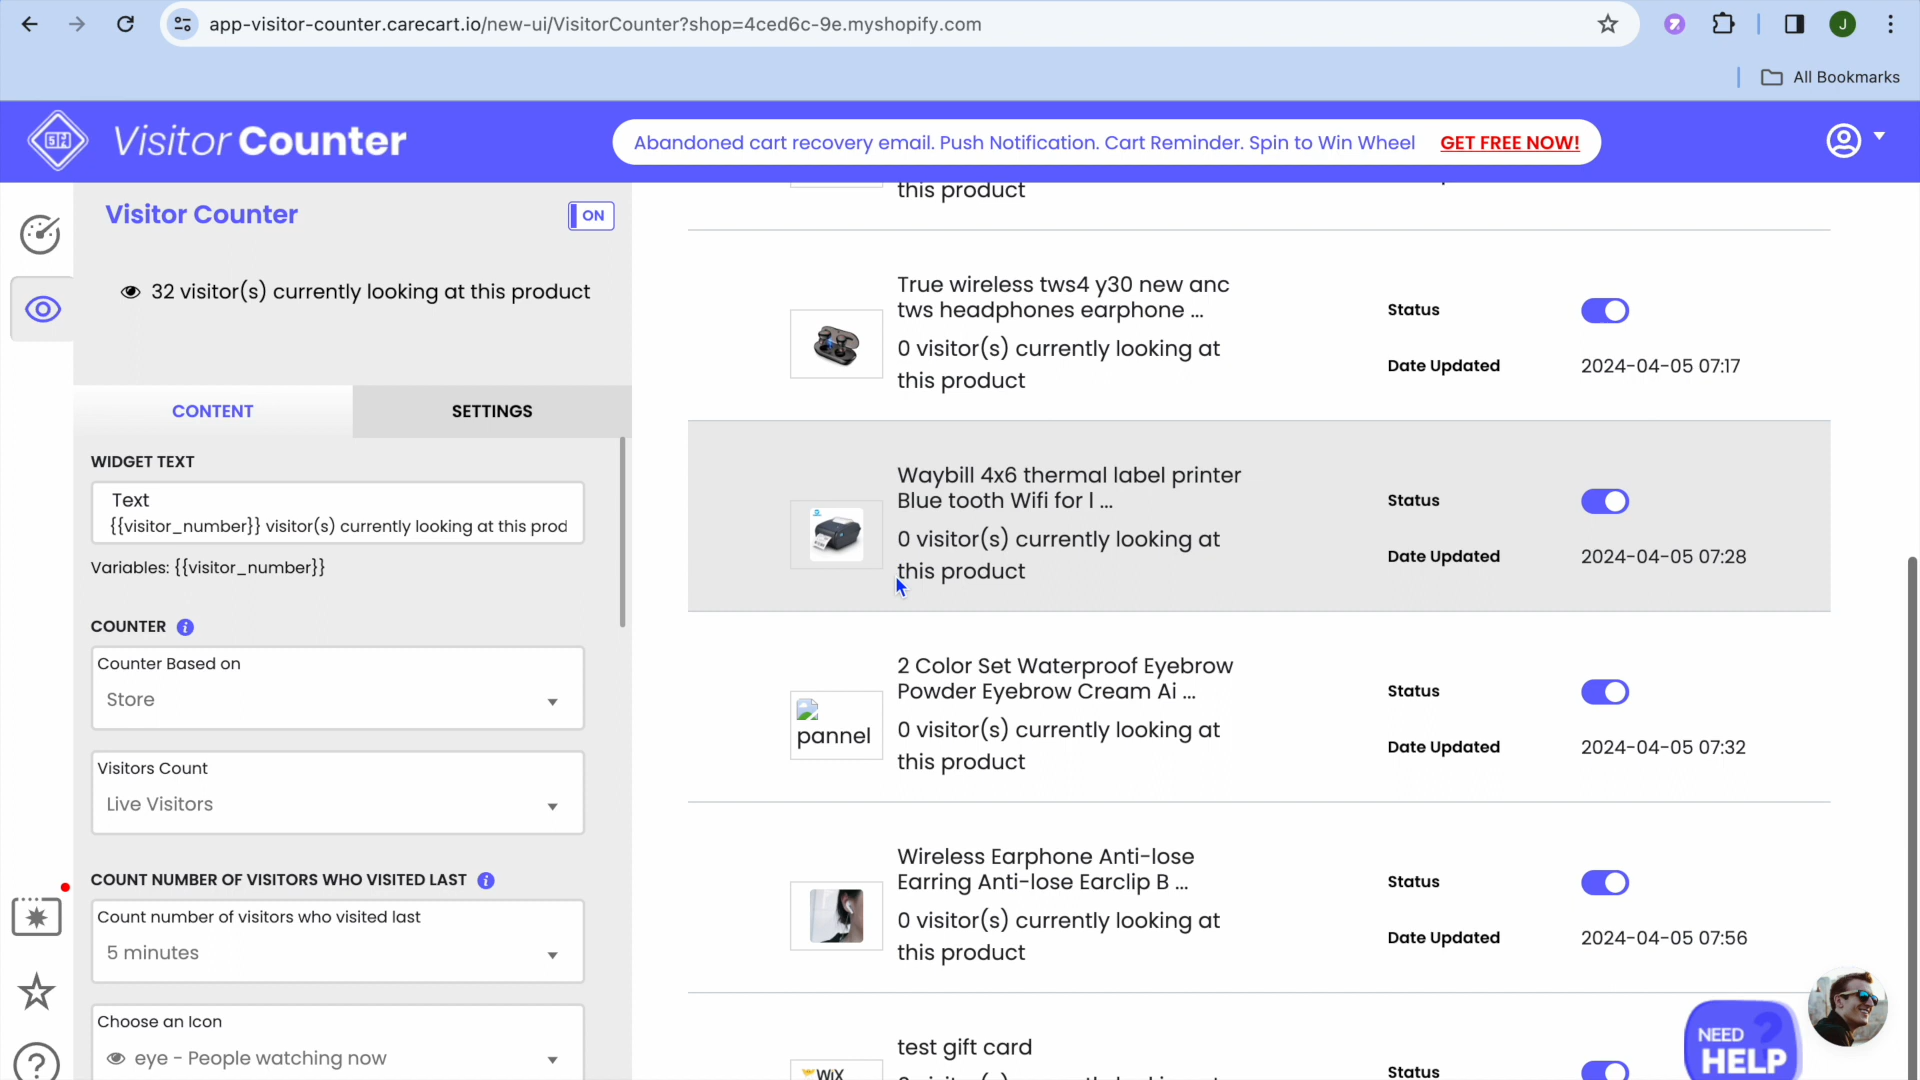 app-visitor-counter.carecart.io/new-ui/VisitorCounter?shop=4ced6c-9e.myshopify.com
J
All Bookmarks
Visitor Counter
Abandoned cart recovery email. Push Notification. Cart Reminder. Spin to Win Wheel GET FREE NOW!
Visitor Counter
ON
32 visitor(s) currently looking at this product
CONTENT
SETTINGS
WIDGET TEXT
Text
{{visitor_number}} visitor(s) currently looking at this prod
Variables: {{visitor_number}}
COUNTER
Counter Based on
Store
Visitors Count
Live Visitors
COUNT NUMBER OF VISITORS WHO VISITED LAST
Count number of visitors who visited last
5 minutes
Choose an Icon
eye - People watching now
this product
True wireless tws4 y30 new anc
tws headphones earphone ...
0 visitor(s) currently looking at
this product
Status
Date Updated
2024-04-05 07:17
Waybill 4x6 thermal label printer
Blue tooth Wifi for l ...
0 visitor(s) currently looking at
this product
Status
Date Updated
2024-04-05 07:28
2 Color Set Waterproof Eyebrow
Powder Eyebrow Cream Ai ...
pannel
0 visitor(s) currently looking at
this product
Status
Date Updated
2024-04-05 07:32
Wireless Earphone Anti-lose
Earring Anti-lose Earclip B ...
0 visitor(s) currently looking at
this product
Status
Date Updated
2024-04-05 07:56
test gift card
WiX
Status
NEED
HELP